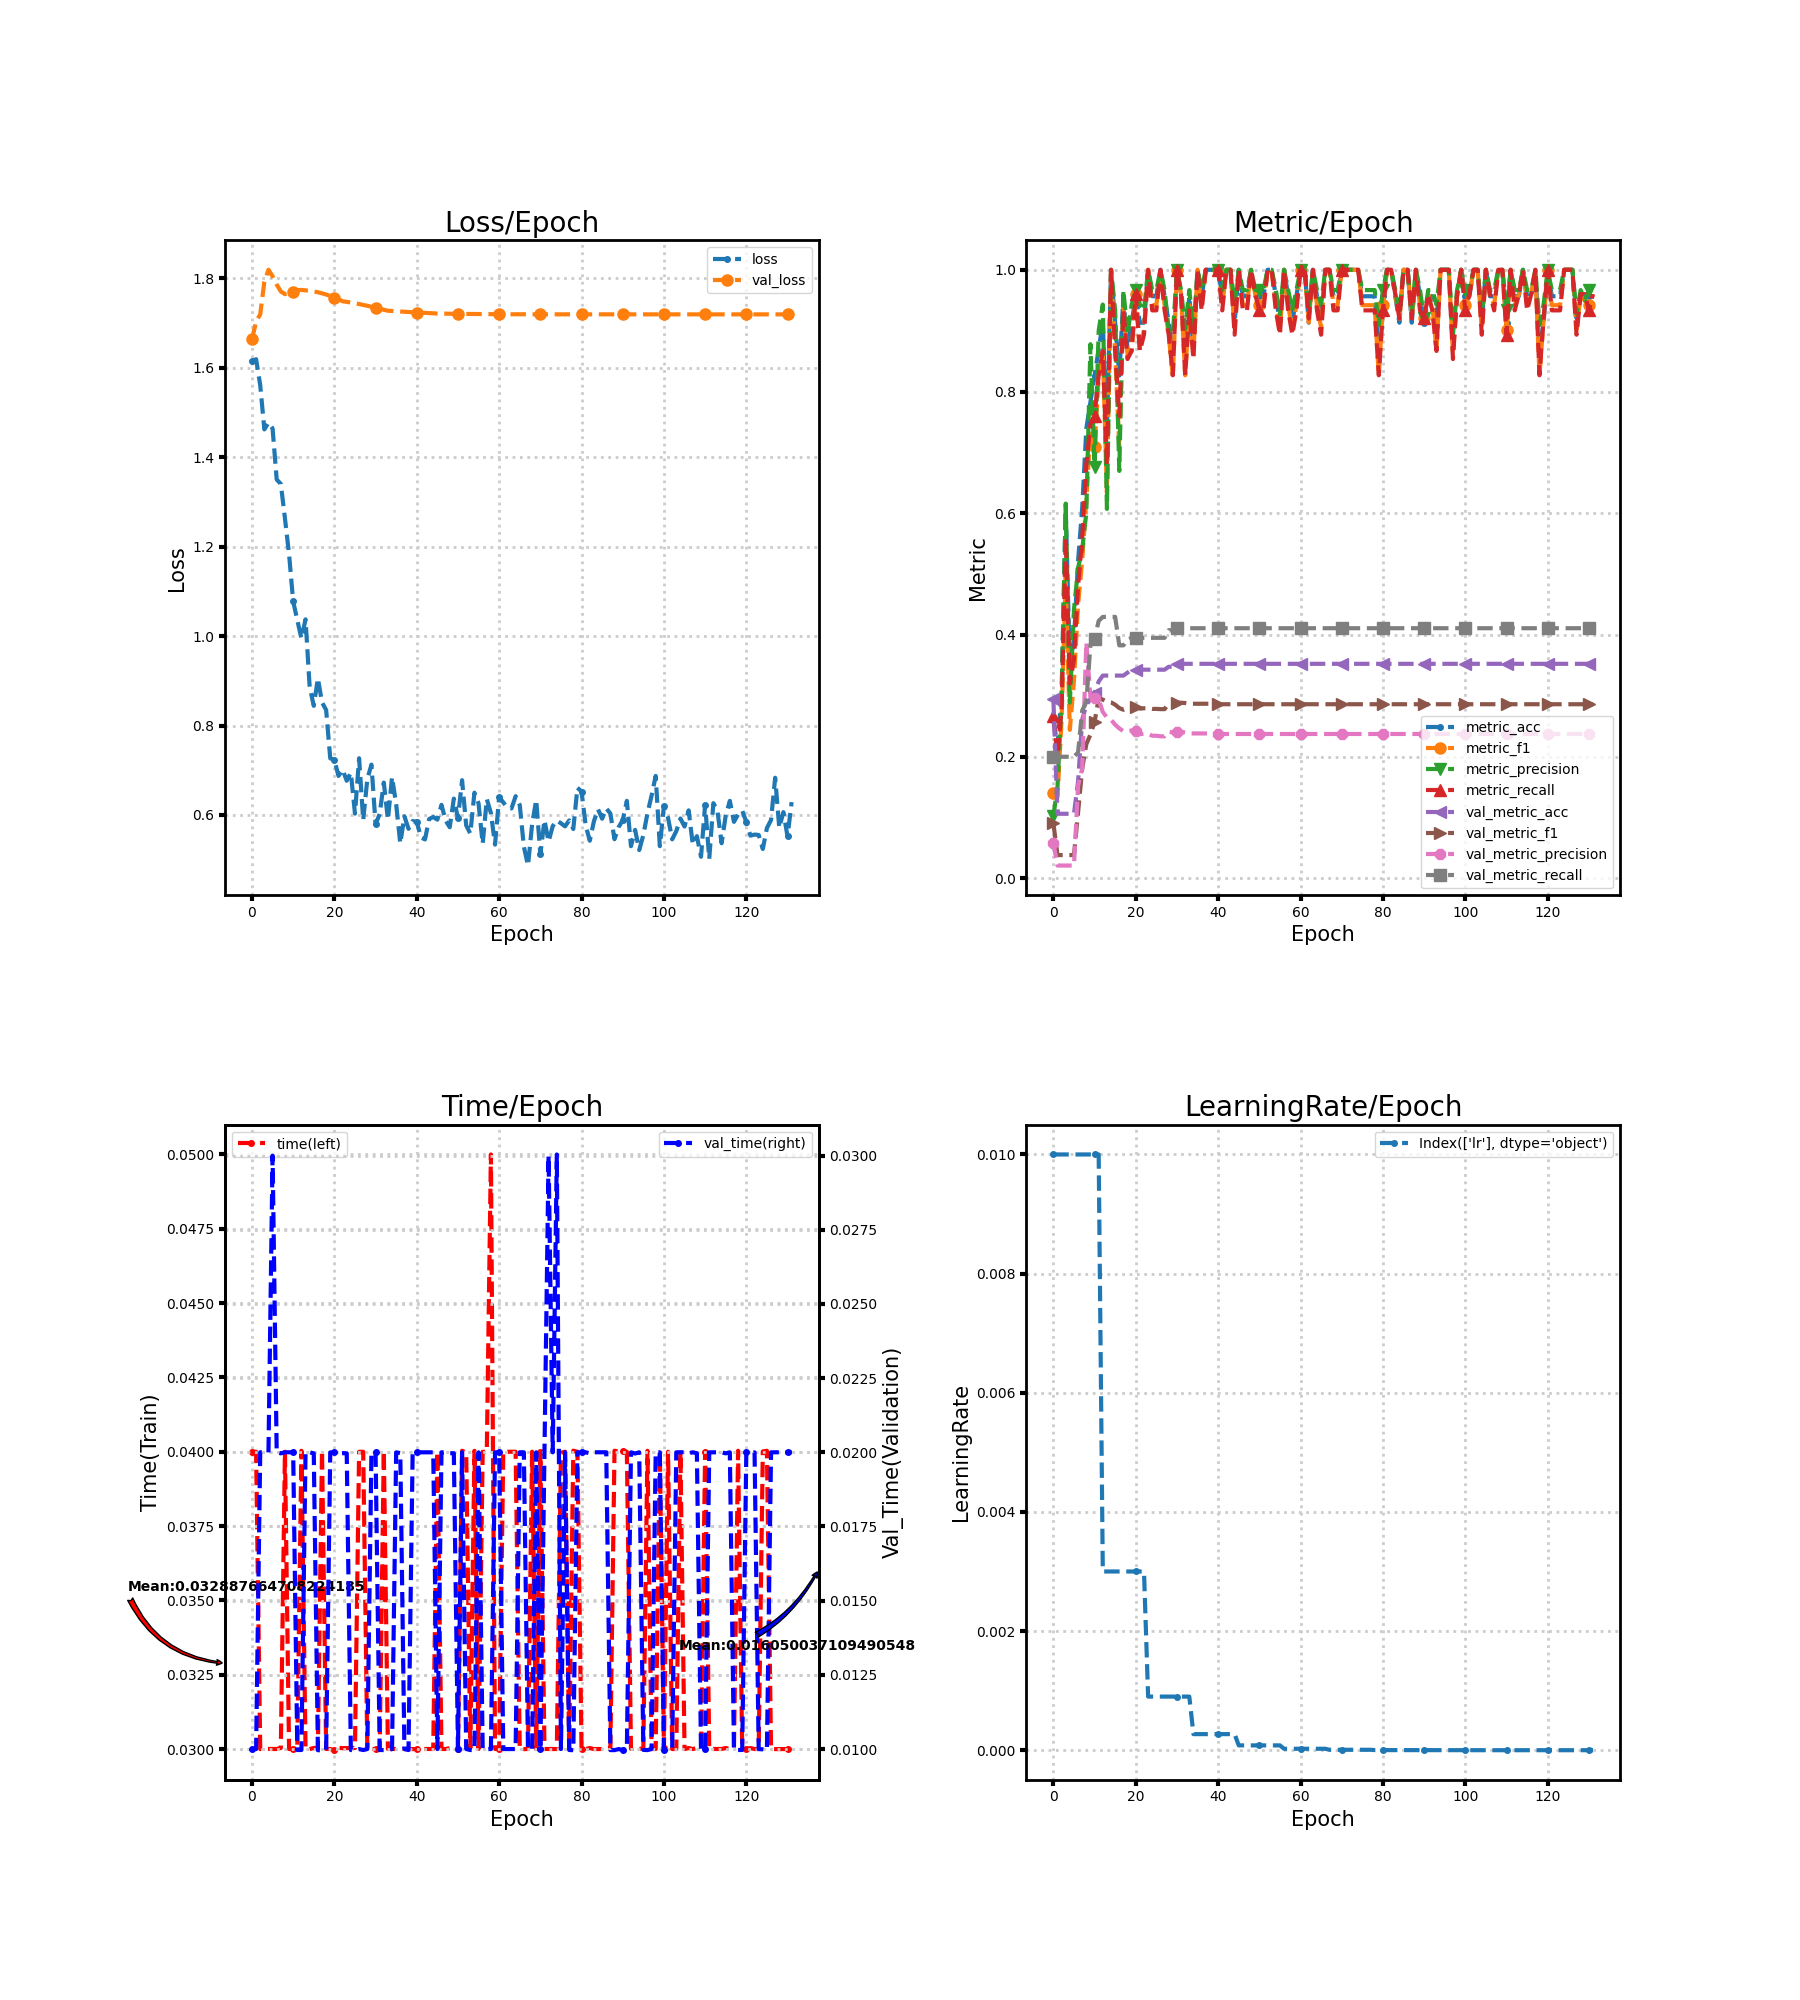 Loss/Epoch
loss
val_loss
1.8
1.6
1.4
1.2
1.0
0.8
0.6
Loss
0
20
40
60
80
100
120
Epoch
Metric/Epoch
1.0
0.8
0.6
0.4
0.2
0.0
Metric
metric_acc
metric_f1
metric_precision
metric_recall
val_metric_acc
val_metric_f1
val_metric_precision
val_metric_recall
0
20
40
60
80
100
120
Epoch
Time/Epoch
time(left)
val_time(right)
0.0500
0.0475
0.0450
0.0425
0.0400
0.0375
0.0350
0.0325
0.0300
Time(Train)
Mean:0.032887664708224185
0.0300
0.0275
0.0250
0.0225
0.0200
0.0175
0.0150
0.0125
0.0100
Val_Time(Validation)
Mean:0.016050037109490548
0
20
40
60
80
100
120
Epoch
LearningRate/Epoch
Index(['lr'], dtype='object')
0.010
0.008
0.006
0.004
0.002
0.000
LearningRate
0
20
40
60
80
100
120
Epoch